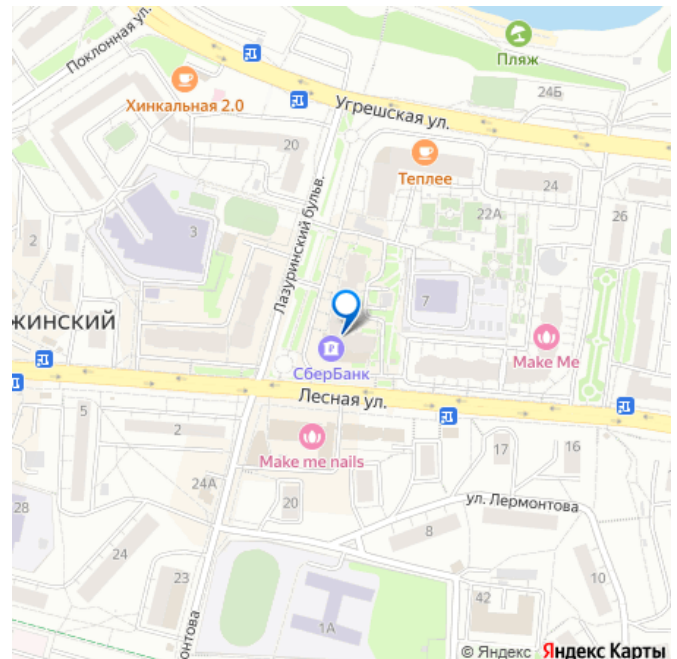 Поклонная ул.
Пляж
Хинкальная 2.0
24Б
Угрешская ул.
20
Теплее
24
Лазуринский бульв.
22А
26
3
2
7
жинский
СберБанк
Make Me
Лесная ул.
5
2
Make me nails
17
16
24А
28
20
ул. Лермонтова
8
24
23
10
42
1А
монтова
© Яндекс Яндекс Карты